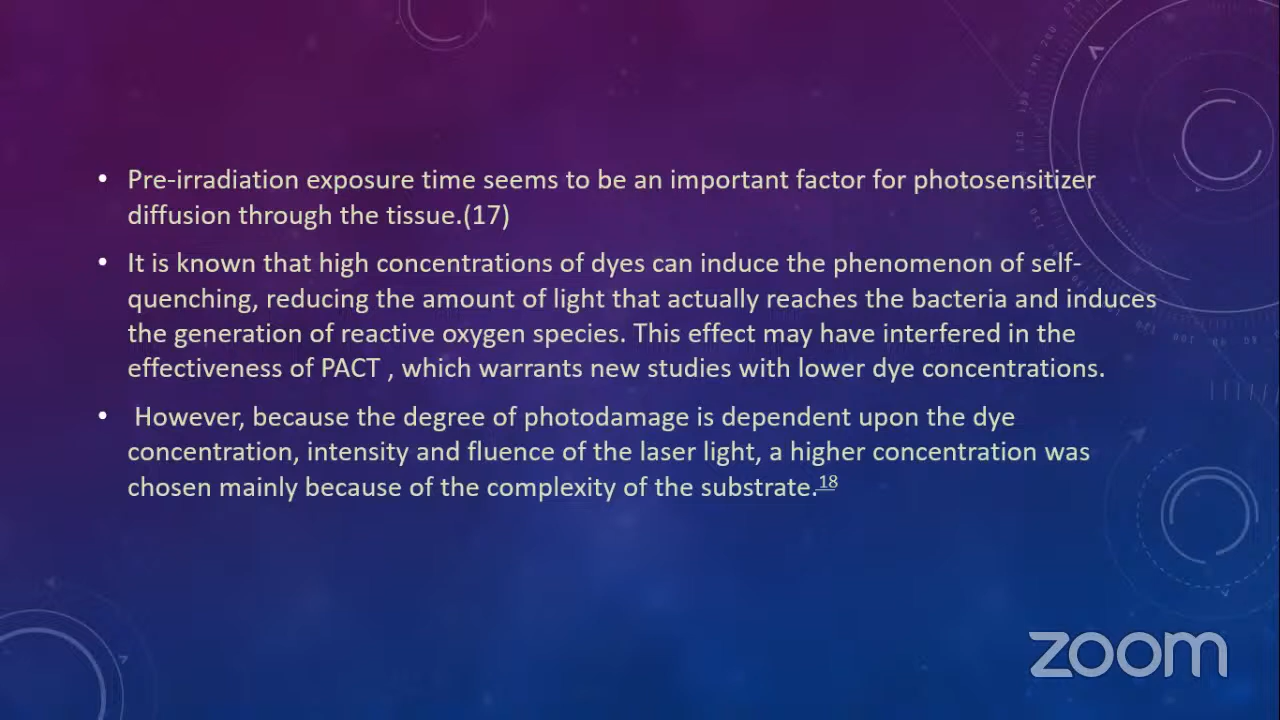 • Pre-irradiation exposure time seems to be an important factor for photosensitizer
diffusion through the tissue.(17)
• It is known that high concentrations of dyes can induce the phenomenon of self-
quenching, reducing the amount of light that actually reaches the bacteria and induces
the generation of reactive oxygen species. This effect may have interfered in the
effectiveness of PACT , which warrants new studies with lower dye concentrations.
• However, because the degree of photodamage is dependent upon the dye
concentration, intensity and fluence of the laser light, a higher concentration was
chosen mainly because of the complexity of the substrate.18
zoom